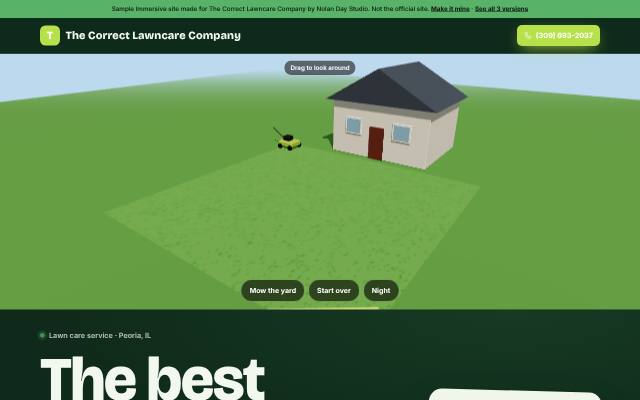 Sample Immersive site made for The Correct Lawncare Company by Nolan Day Studio. Not the official site. Make it mine · See all 3 versions
T The Correct Lawncare Company
(309) 693-2037
Drag to look around
Mow the yard Start over Night
Lawn care service · Peoria, IL
The best